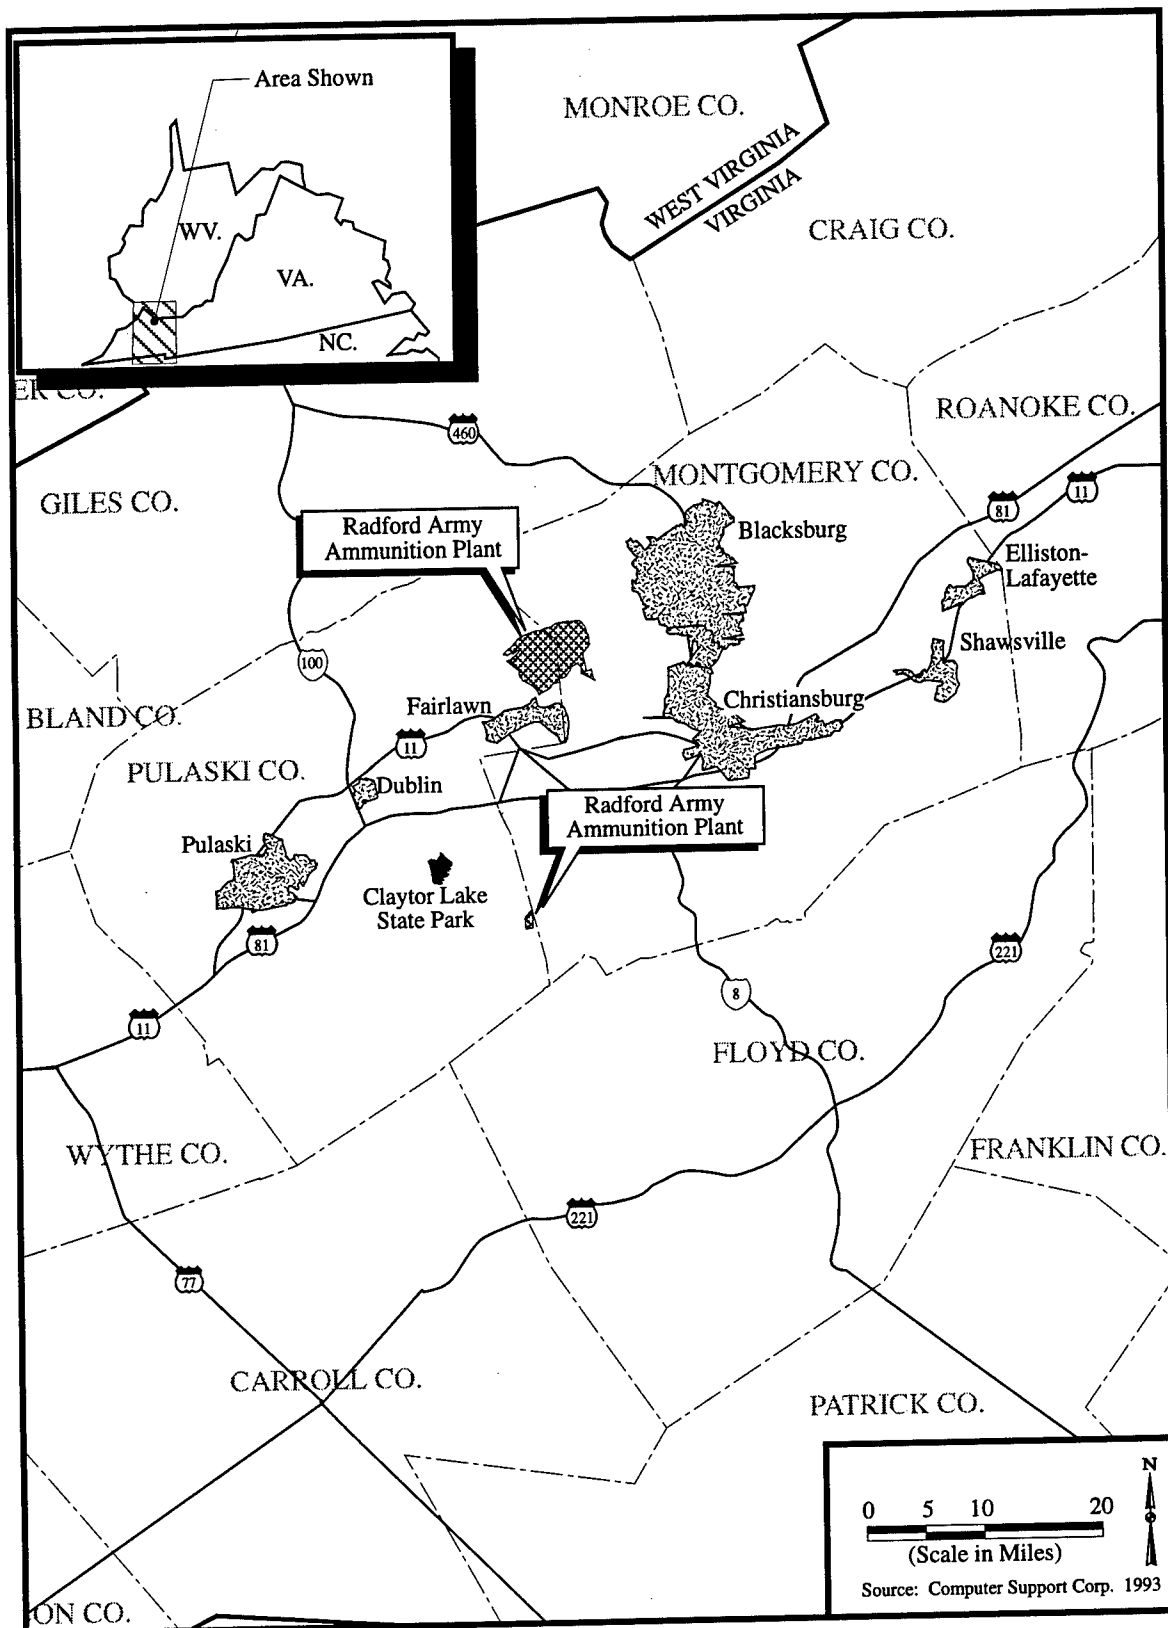 Area Shown
WV.
VA.
NC.
MONROE CO.
WEST VIRGINIA
VIRGINIA
CRAIG CO.
ER CO.
460
ROANOKE CO.
GILES CO.
MONTGOMERY CO.
11
81
Radford Army
Ammunition Plant
Blacksburg
Elliston-
Lafayette
Shawsville
100
BLAND CO.
Fairlawn
Christiansburg
11
PULASKI CO.
Dublin
Radford Army
Ammunition Plant
Pulaski
Claytor Lake
State Park
81
221
8
11
FLOYD CO.
WYTHE CO.
FRANKLIN CO.
221
77
CARROLL CO.
PATRICK CO.
N
0 5 10 20
(Scale in Miles)
Source: Computer Support Corp. 1993
ON CO.